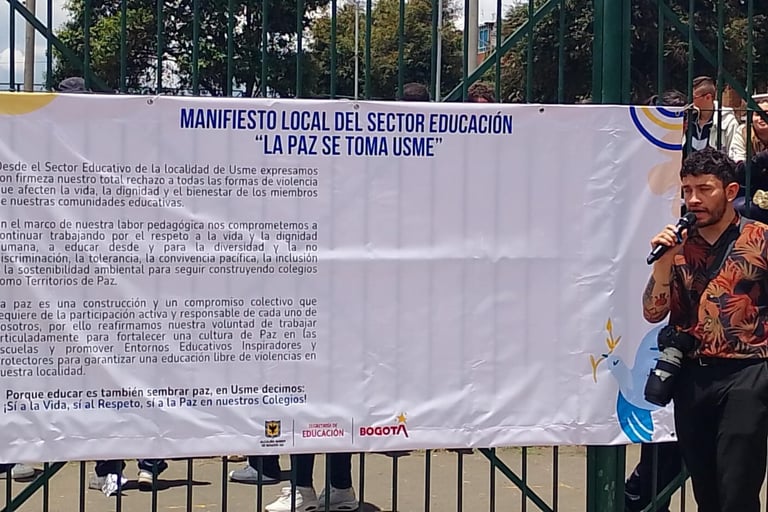 MANIFIESTO LOCAL DEL SECTOR EDUCACIÓN
“LA PAZ SE TOMA USME”
Desde el Sector Educativo de la localidad de Usme expresamos
con firmeza nuestro total rechazo a todas las formas de violencia
que afecten la vida, la dignidad y el bienestar de los miembros
de nuestras comunidades educativas.
En el marco de nuestra labor pedagógica nos comprometemos a
continuar trabajando por el respeto a la vida y la dignidad
humana, a educar desde y para la diversidad y la no
discriminación, la tolerancia, la convivencia pacífica, la inclusión
y la sostenibilidad ambiental para seguir construyendo colegios
como Territorios de Paz.
La paz es una construcción y un compromiso colectivo que
requiere de la participación activa y responsable de cada uno de
nosotros, por ello reafirmamos nuestra voluntad de trabajar
articuladamente para fortalecer una cultura de Paz en las
escuelas y promover Entornos Educativos Inspiradores y
Protectores para garantizar una educación libre de violencias en
nuestra localidad.
Porque educar es también sembrar paz, en Usme decimos:
¡Sí a la Vida, sí al Respeto, sí a la Paz en nuestros Colegios!
ALCALDÍA MAYOR
DE BOGOTÁ D.C.
SECRETARÍA DE
EDUCACIÓN
BOGOTÁ